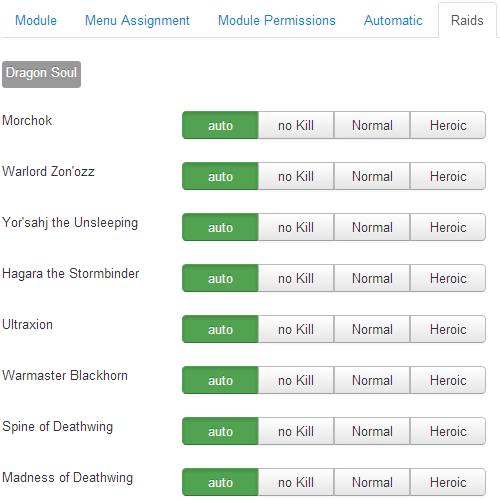 Module Menu Assignment Module Permissions Automatic Raids
Dragon Soul
Morchok auto no Kill Normal Heroic
Warlord Zon'ozz auto no Kill Normal Heroic
Yor'sahj the Unsleeping auto no Kill Normal Heroic
Hagara the Stormbinder auto no Kill Normal Heroic
Ultraxion auto no Kill Normal Heroic
Warmaster Blackhorn auto no Kill Normal Heroic
Spine of Deathwing auto no Kill Normal Heroic
Madness of Deathwing auto no Kill Normal Heroic